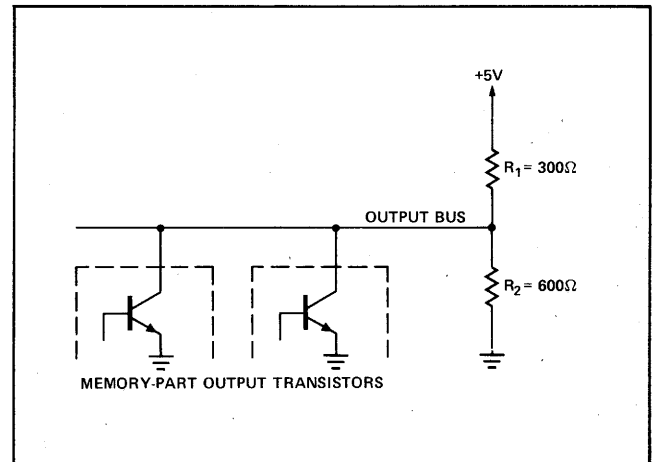 +5V
R1 = 300Ω
OUTPUT BUS
R2 = 600Ω
MEMORY-PART OUTPUT TRANSISTORS